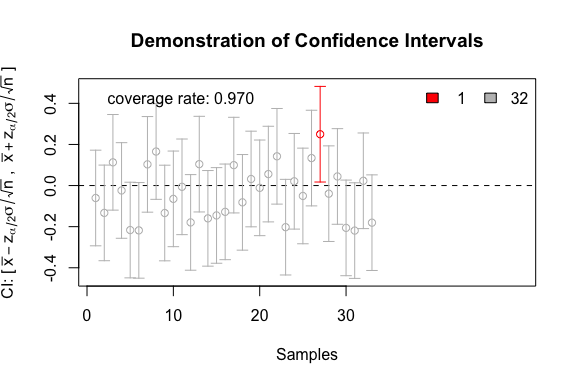 Demonstration of Confidence Intervals
coverage rate: 0.970
1
32
CI: [ x̅ − zα/2σ/√n , x̅ + zα/2σ/√n ]
0.4
0.2
0.0
-0.2
-0.4
0 10 20 30
Samples